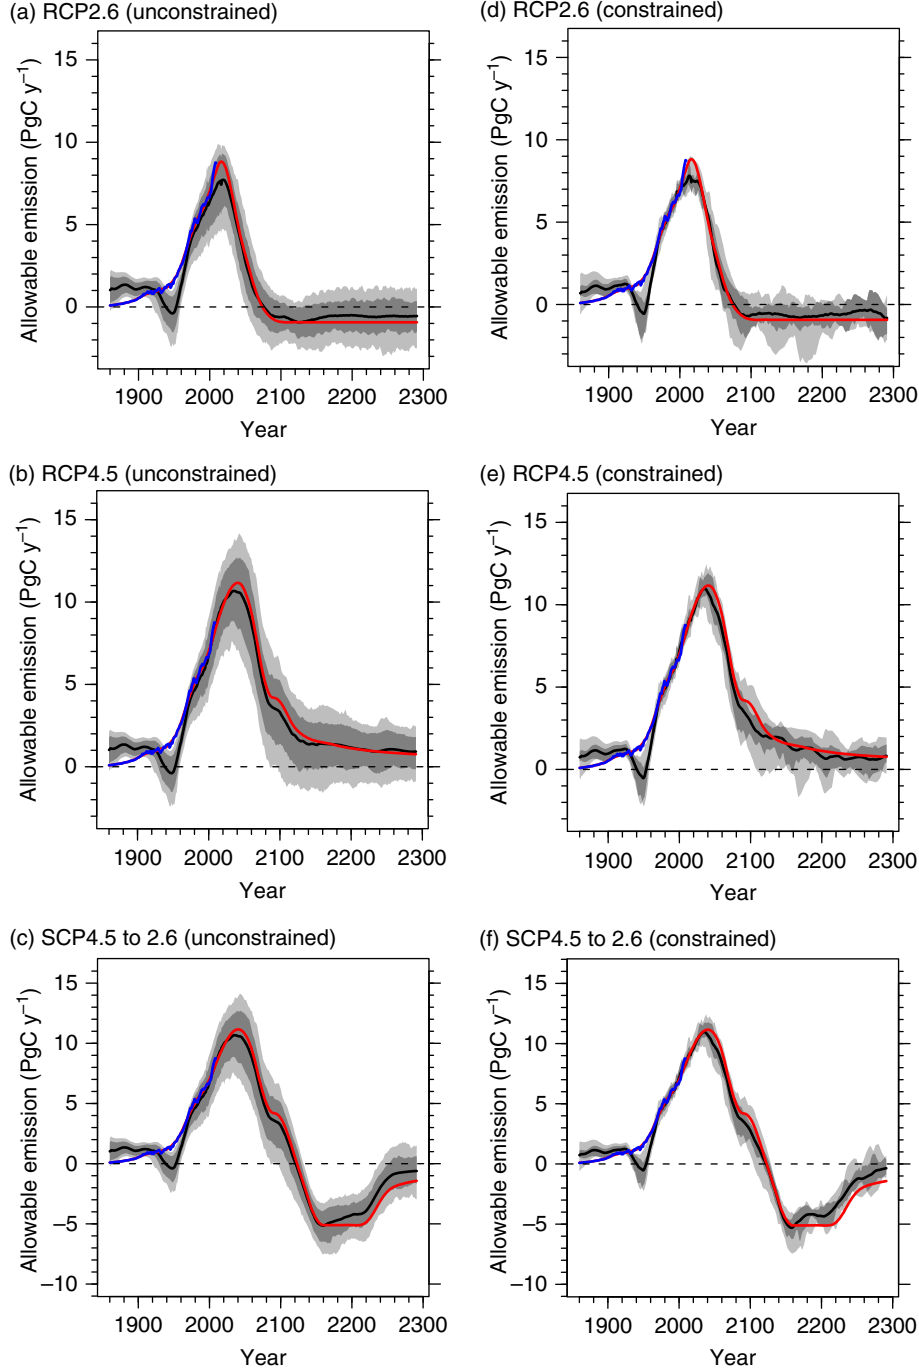 (a) RCP2.6 (unconstrained)
Allowable emission (PgC y⁻¹)
15
10
5
0
1900 2000 2100 2200 2300
Year
(d) RCP2.6 (constrained)
Allowable emission (PgC y⁻¹)
15
10
5
0
1900 2000 2100 2200 2300
Year
(b) RCP4.5 (unconstrained)
Allowable emission (PgC y⁻¹)
15
10
5
0
1900 2000 2100 2200 2300
Year
(e) RCP4.5 (constrained)
Allowable emission (PgC y⁻¹)
15
10
5
0
1900 2000 2100 2200 2300
Year
(c) SCP4.5 to 2.6 (unconstrained)
Allowable emission (PgC y⁻¹)
15
10
5
0
−5
−10
1900 2000 2100 2200 2300
Year
(f) SCP4.5 to 2.6 (constrained)
Allowable emission (PgC y⁻¹)
15
10
5
0
−5
−10
1900 2000 2100 2200 2300
Year